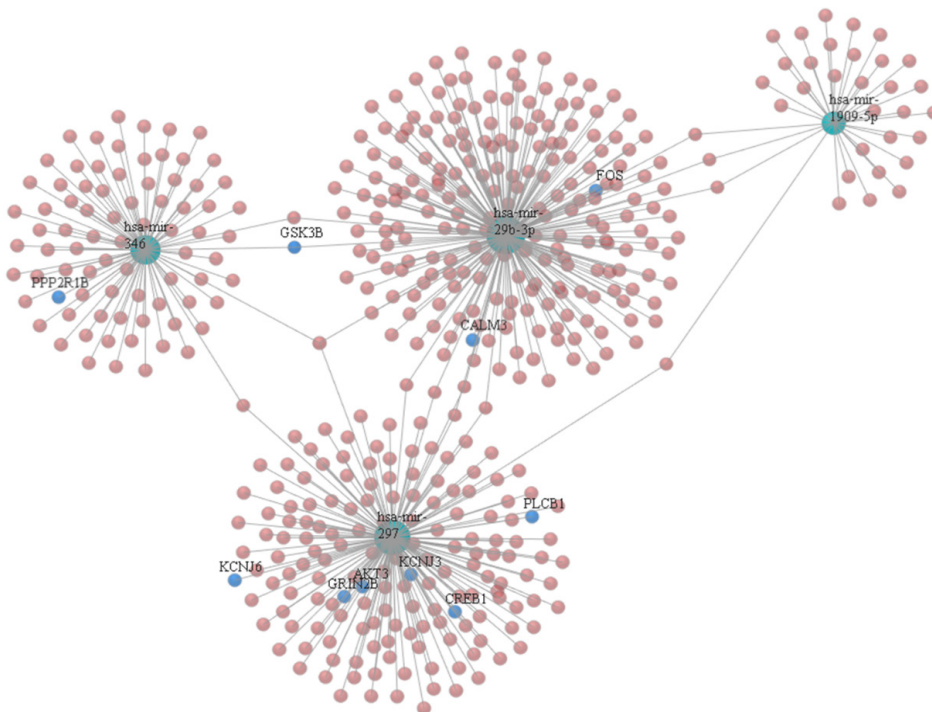 hsa-mir-
1909-5p
FOS
hsa-mir-
29b-3p
hsa-mir-
346
GSK3B
PPP2R1B
CALM3
PLCB1
hsa-mir-
297
KCNJ6
AKT3
KCNJ3
GRIN2B
CREB1